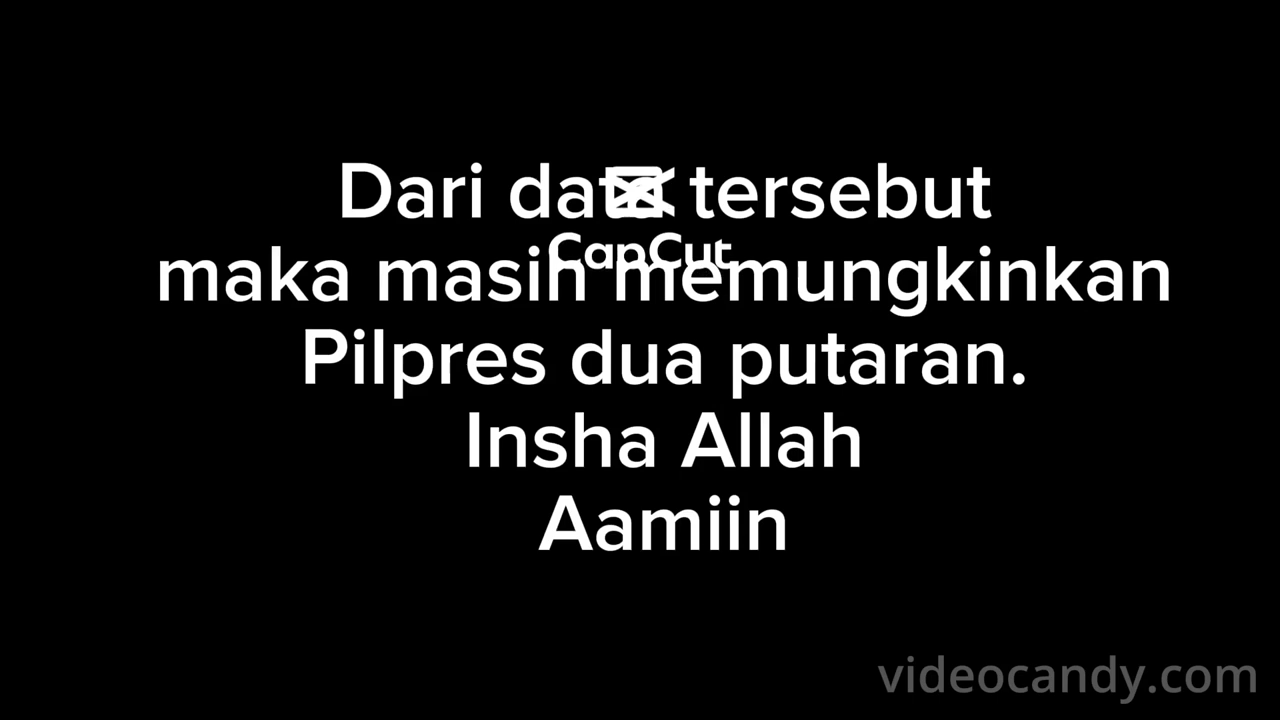 Dari data tersebut
CapCut
maka masih memungkinkan
Pilpres dua putaran.
Insha Allah
Aamiin
videocandy.com